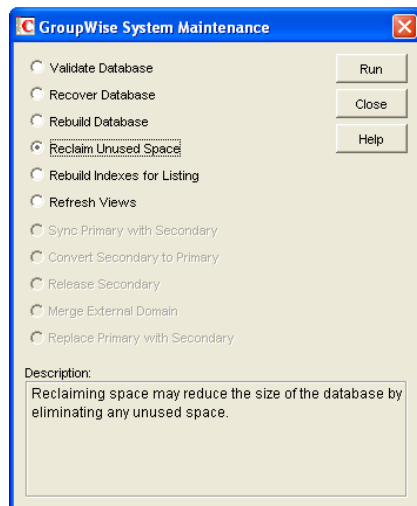 GroupWise System Maintenance
Validate Database
Run
Recover Database
Close
Rebuild Database
Help
Reclaim Unused Space
Rebuild Indexes for Listing
Refresh Views
Sync Primary with Secondary
Convert Secondary to Primary
Release Secondary
Merge External Domain
Replace Primary with Secondary
Description:
Reclaiming space may reduce the size of the database by
eliminating any unused space.